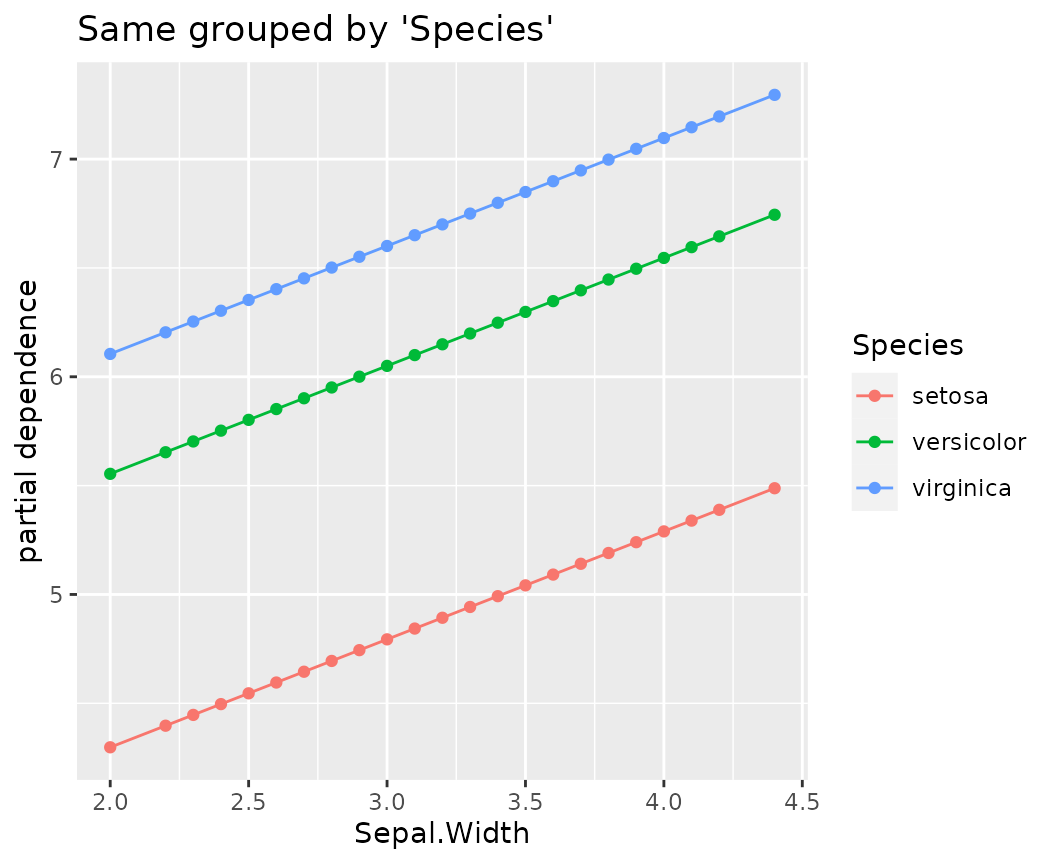 Same grouped by 'Species'
partial dependence
7
6
5
2.0 2.5 3.0 3.5 4.0 4.5
Sepal.Width
Species
setosa
versicolor
virginica